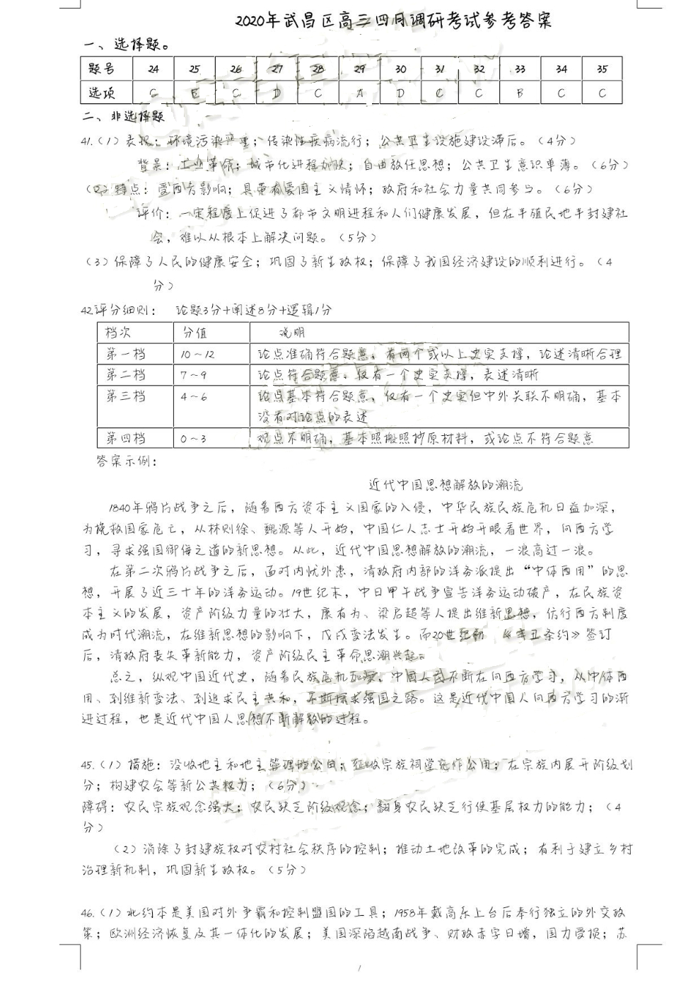 2020年武昌区高三四月调研考试参考答案
一、选择题。
题号 24 25 26 27 28 29 30 31 32 33 34 35
选项 C B C D C A D C C B C C
二、非选择题
41.(1)表现：环境污染严重；传染性疾病流行；公共卫生设施建设滞后。(4分)
背景：工业革命；城市化进程加快；自由放任思想；公共卫生意识单薄。(6分)
(2)特点：受西方影响；具带有爱国主义情怀；政府和社会力量共同参与。(6分)
评价：一定程度上促进了都市文明进程和人们健康发展，但在半殖民地半封建社
会，难以从根本上解决问题。(5分)
(3)保障了人民的健康安全；巩固了新生政权；保障了我国经济建设的顺利进行。(4
分)
42评分细则： 论题3分+阐述8分+逻辑1分
档次 分值 说明
第一档 10～12 论点准确符合题意，有两个或以上史实支撑，论述清晰合理
第二档 7～9 论点符合题意，仅有一个史实支撑，表述清晰
第三档 4～6 论点基本符合题意，仅有一个史实但中外关联不明确，基本
没有对论点的表述
第四档 0～3 观点不明确，基本照搬照抄原材料，或论点不符合题意
答案示例：
近代中国思想解放的潮流
1840年鸦片战争之后，随着西方资本主义国家的入侵，中华民族民族危机日益加深，
为挽救国家危亡，从林则徐、魏源等人开始，中国仁人志士开始开眼看世界，向西方学
习，寻求强国御侮之道的新思想。从此，近代中国思想解放的潮流，一浪高过一浪。
在第二次鸦片战争之后，面对内忧外患，清政府内部的洋务派提出“中体西用”的思
想，开展了近三十年的洋务运动。19世纪末，中日甲午战争宣告洋务运动破产，在民族资
本主义的发展，资产阶级力量的壮大，康有为、梁启超等人提出维新思想，仿行西方制度
成为时代潮流，在维新思想的影响下，戊戌变法发生。而20世纪初《辛丑条约》签订
后，清政府丧失革新能力，资产阶级民主革命思潮兴起。
总之，纵观中国近代史，随着民族危机加深，中国人民不断在向西方学习，从中体西
用、到维新变法、到追求民主共和，不断探求强国之路。这是近代中国人向西方学习的渐
进过程，也是近代中国人思想不断解放的过程。
45.(1)措施：没收地主和地主管理的公田；征收宗族祠堂充作公用；在宗族内展开阶级划
分；构建农会等新公共权力；(6分)
障碍：农民宗族观念强大；农民缺乏阶级观念；翻身农民缺乏行使基层权力的能力；(4
分)
(2)消除了封建族权对农村社会秩序的控制；推动土地改革的完成；有利于建立乡村
治理新机制，巩固新生政权。(5分)
46.(1)北约本是美国对外争霸和控制盟国的工具；1958年戴高乐上台后奉行独立的外交政
策；欧洲经济恢复及其一体化的发展；美国深陷越南战争、财政赤字日增，国力受损；苏
1